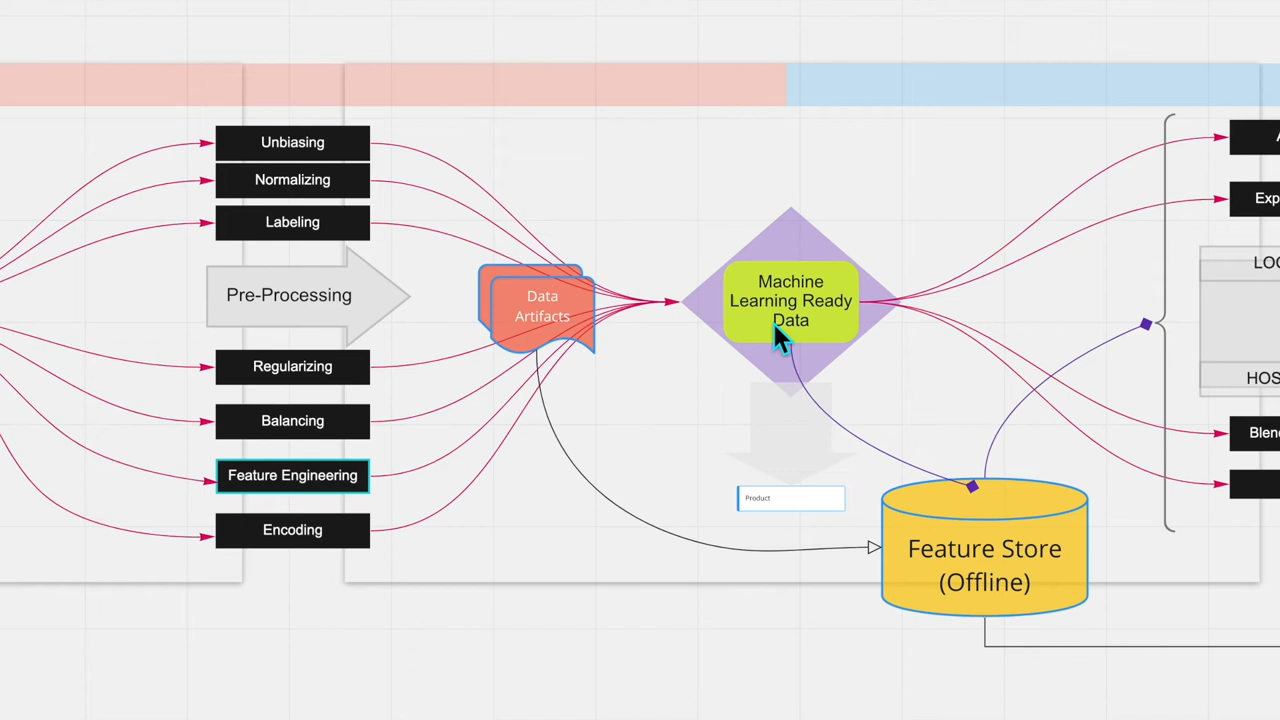 Unbiasing
Normalizing
Labeling
Pre-Processing
Regularizing
Balancing
Feature Engineering
Encoding
Data
Artifacts
Machine
Learning Ready
Data
Product
Feature Store
(Offline)
A
Exp
LOC
HOS
Blen